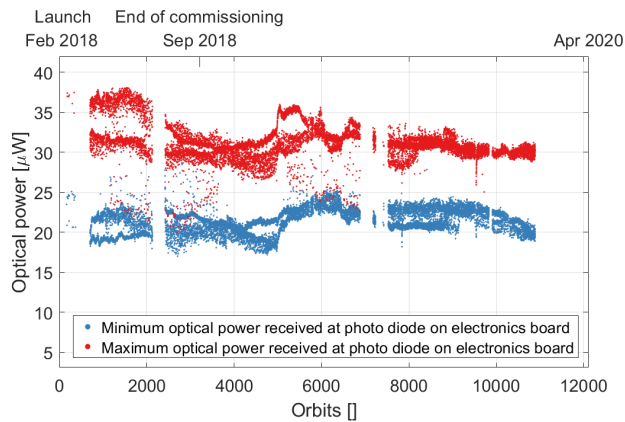 Launch End of commissioning
Feb 2018 Sep 2018 Apr 2020
40
35
30
25
20
15
10
5
Optical power [μW]
Minimum optical power received at photo diode on electronics board
Maximum optical power received at photo diode on electronics board
0 2000 4000 6000 8000 10000 12000
Orbits []